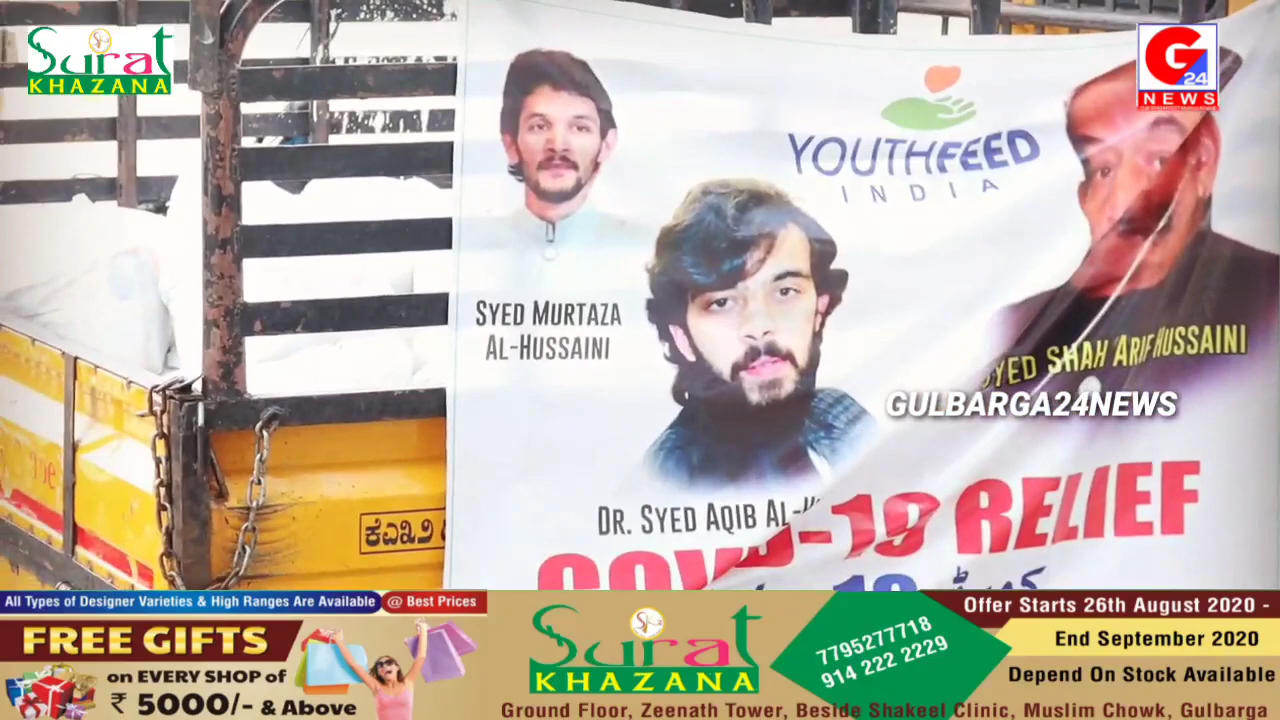 Surat
KHAZANA
G
24
NEWS
YOUTHFEED
INDIA
SYED MURTAZA
AL-HUSSAINI
SYED SHAH ARIF HUSSAINI
GULBARGA24NEWS
DR. SYED AQIB AL-
COVID-19 RELIEF
ಕೆಎ೩೨
All Types of Designer Varieties & High Ranges Are Available @ Best Prices
FREE GIFTS
on EVERY SHOP of
₹ 5000/- & Above
Surat
KHAZANA
7795277718
914 222 2229
Offer Starts 26th August 2020 -
End September 2020
Depend On Stock Available
Ground Floor, Zeenath Tower, Beside Shakeel Clinic, Muslim Chowk, Gulbarga